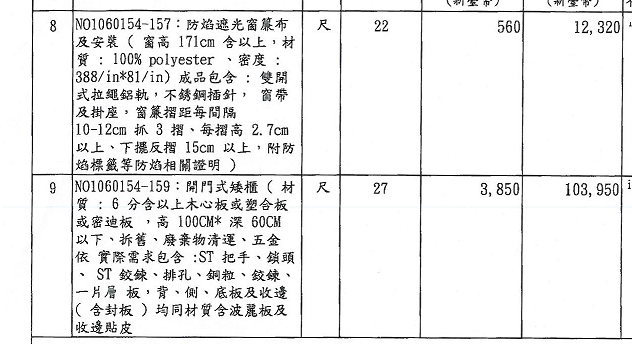 (新臺幣) (新臺幣)
8 NO1060154-157：防焰遮光窗簾布 尺 22 560 12,320
及安裝 ( 窗高 171cm 含以上，材
質 : 100% polyester 、密度 :
388/in*81/in) 成品包含 : 雙開
式拉繩鋁軌，不銹鋼插針， 窗帶
及掛座，窗簾摺距每間隔
10-12cm 抓 3 摺、每摺高 2.7cm
以上、下擺反摺 15cm 以上，附防
焰標籤等防焰相關證明 )
9 NO1060154-159：開門式矮櫃 ( 材 尺 27 3,850 103,950
質 : 6 分含以上木心板或塑合板
或密迪板 ，高 100CM* 深 60CM
以下、拆舊、廢棄物清運、五金
依 實際需求包含 :ST 把手、鎖頭
、 ST 鉸鍊、排孔、銅粒、鉸鍊、
一片層 板，背、側、底板及收邊
( 含封板 ) 均同材質含波麗板及
收邊貼皮